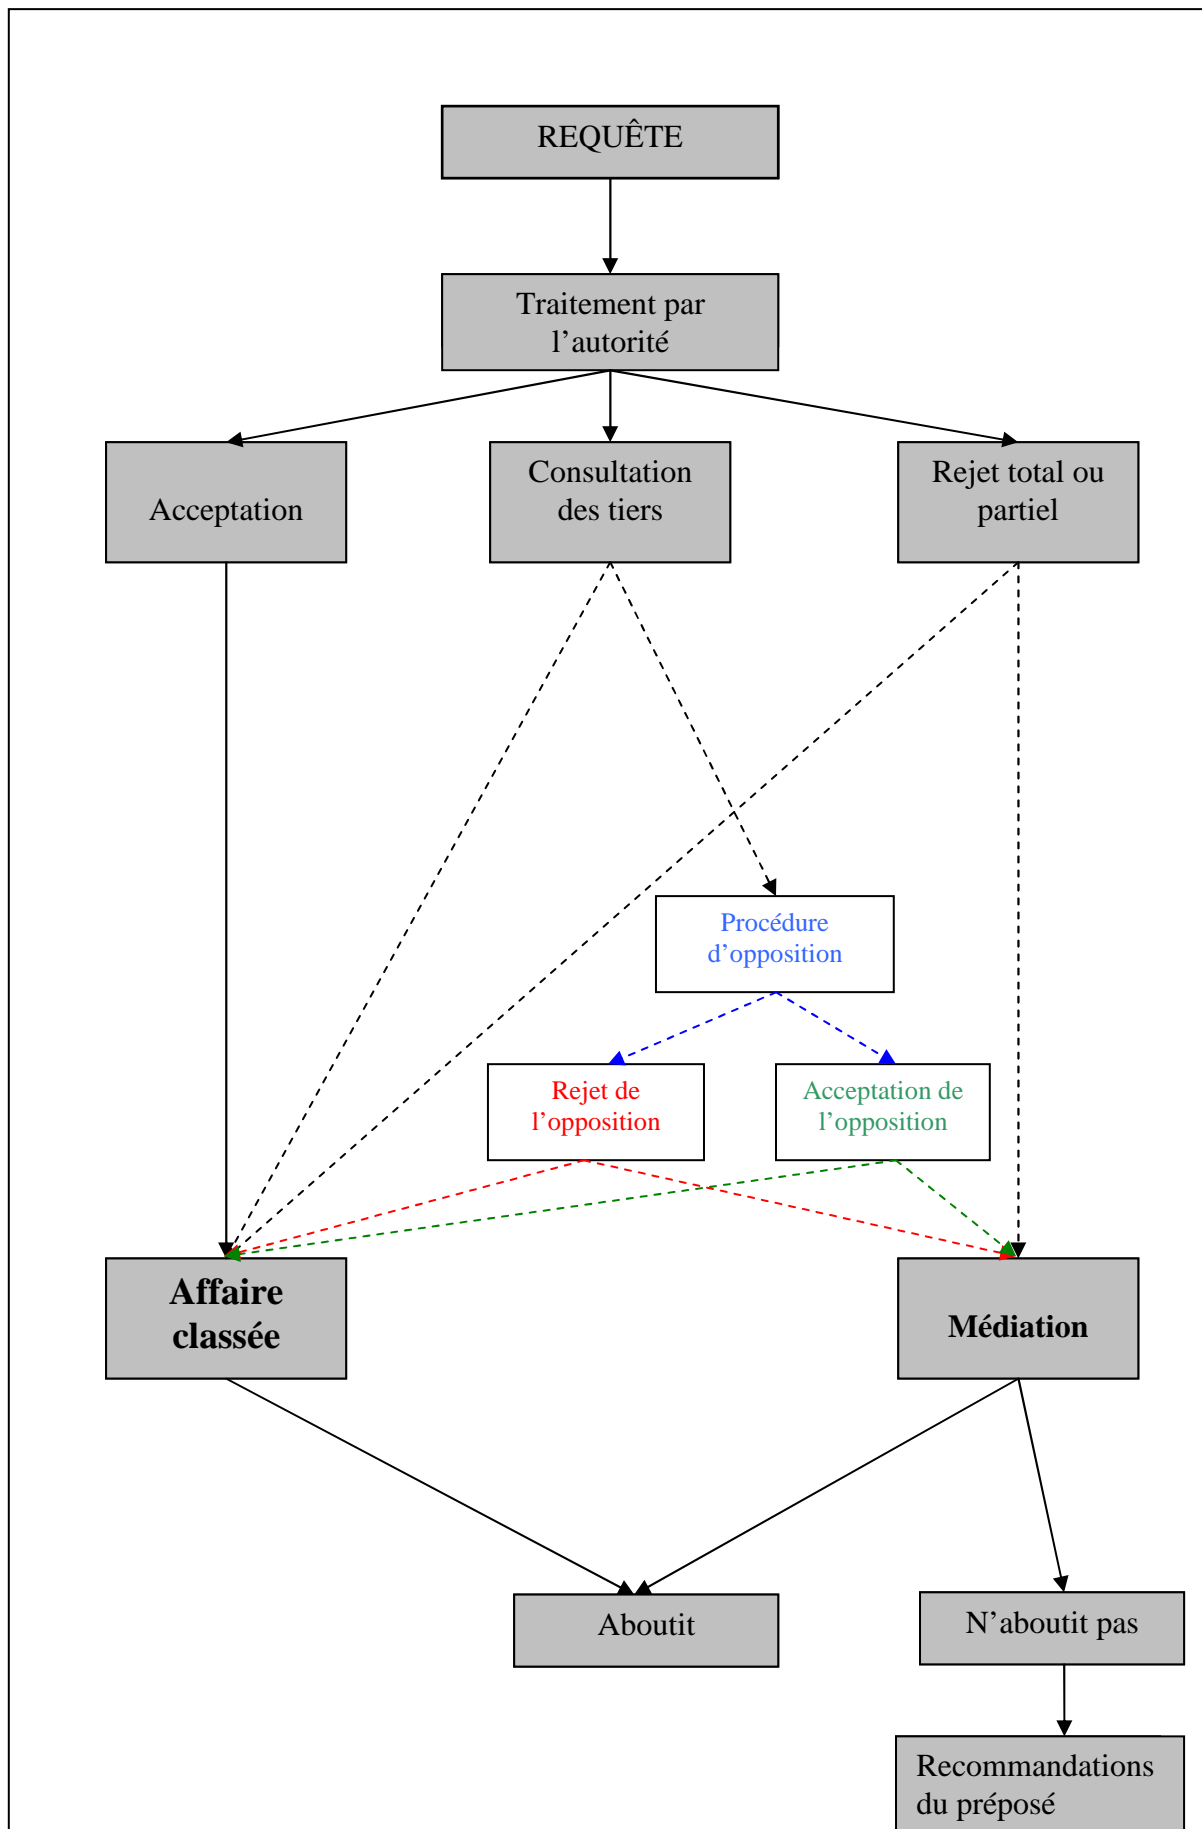 REQUÊTE
Traitement par
l’autorité
Acceptation
Consultation
des tiers
Rejet total ou
partiel
Procédure
d’opposition
Rejet de
l’opposition
Acceptation de
l’opposition
Affaire
classée
Médiation
Aboutit
N’aboutit pas
Recommandations
du préposé